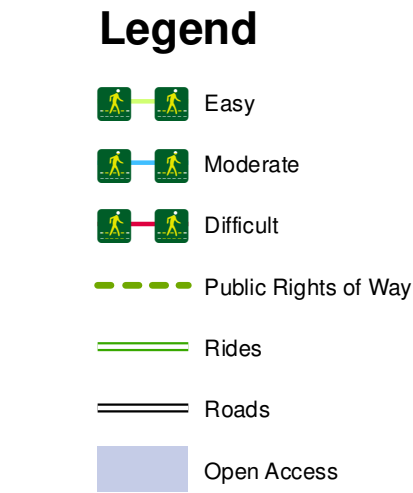 Legend
Easy
Moderate
Difficult
Public Rights of Way
Rides
Roads
Open Access